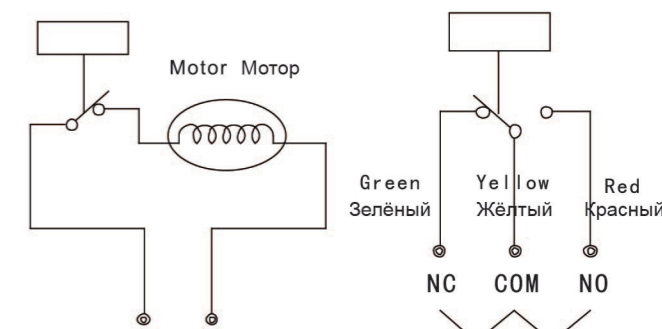 Motor Мотор
Green Yellow Red
Зелёный Жёлтый Красный
NC COM NO